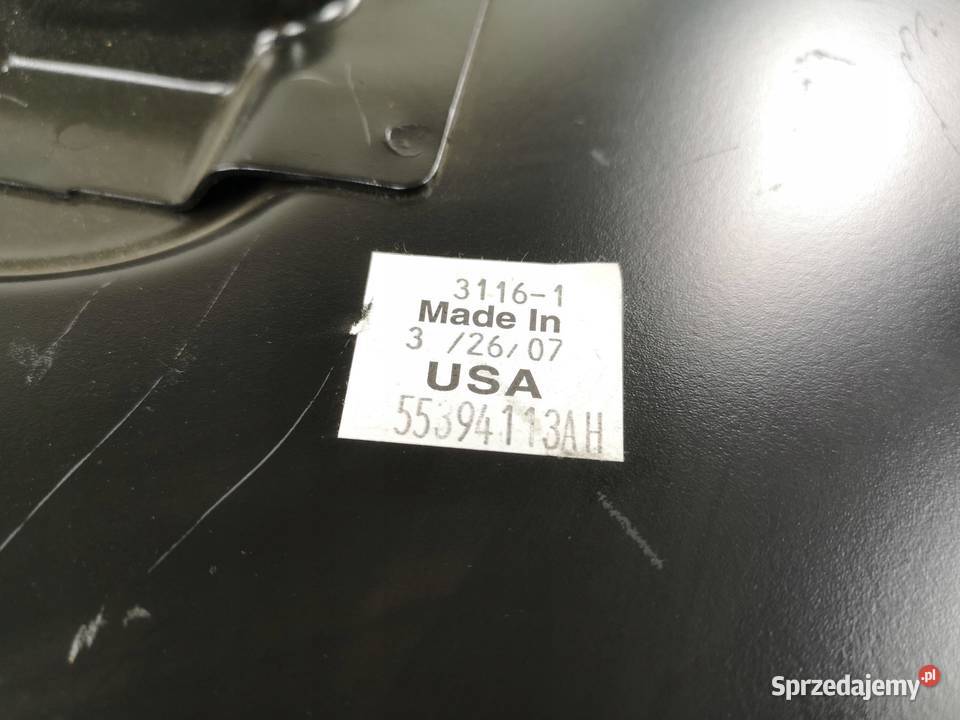 3116-1
Made In
3 /26/07
USA
55394113AH
Sprzedajemy.pl